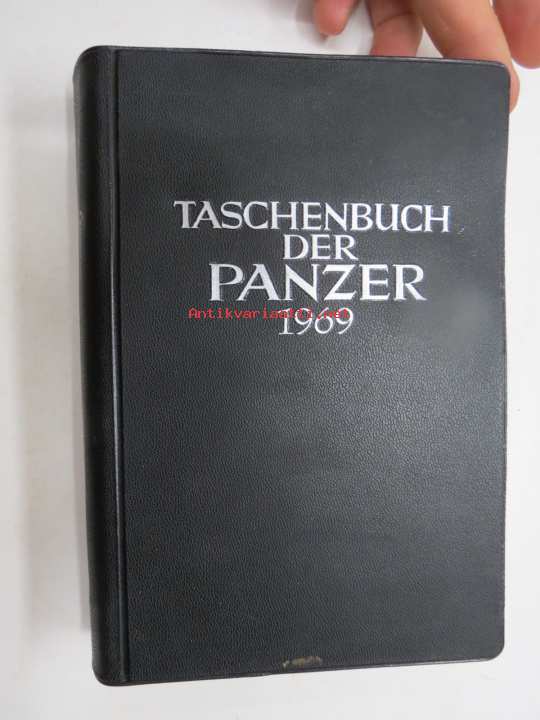 TASCHENBUCH
DER
PANZER
Antikvariaatti.net
1969